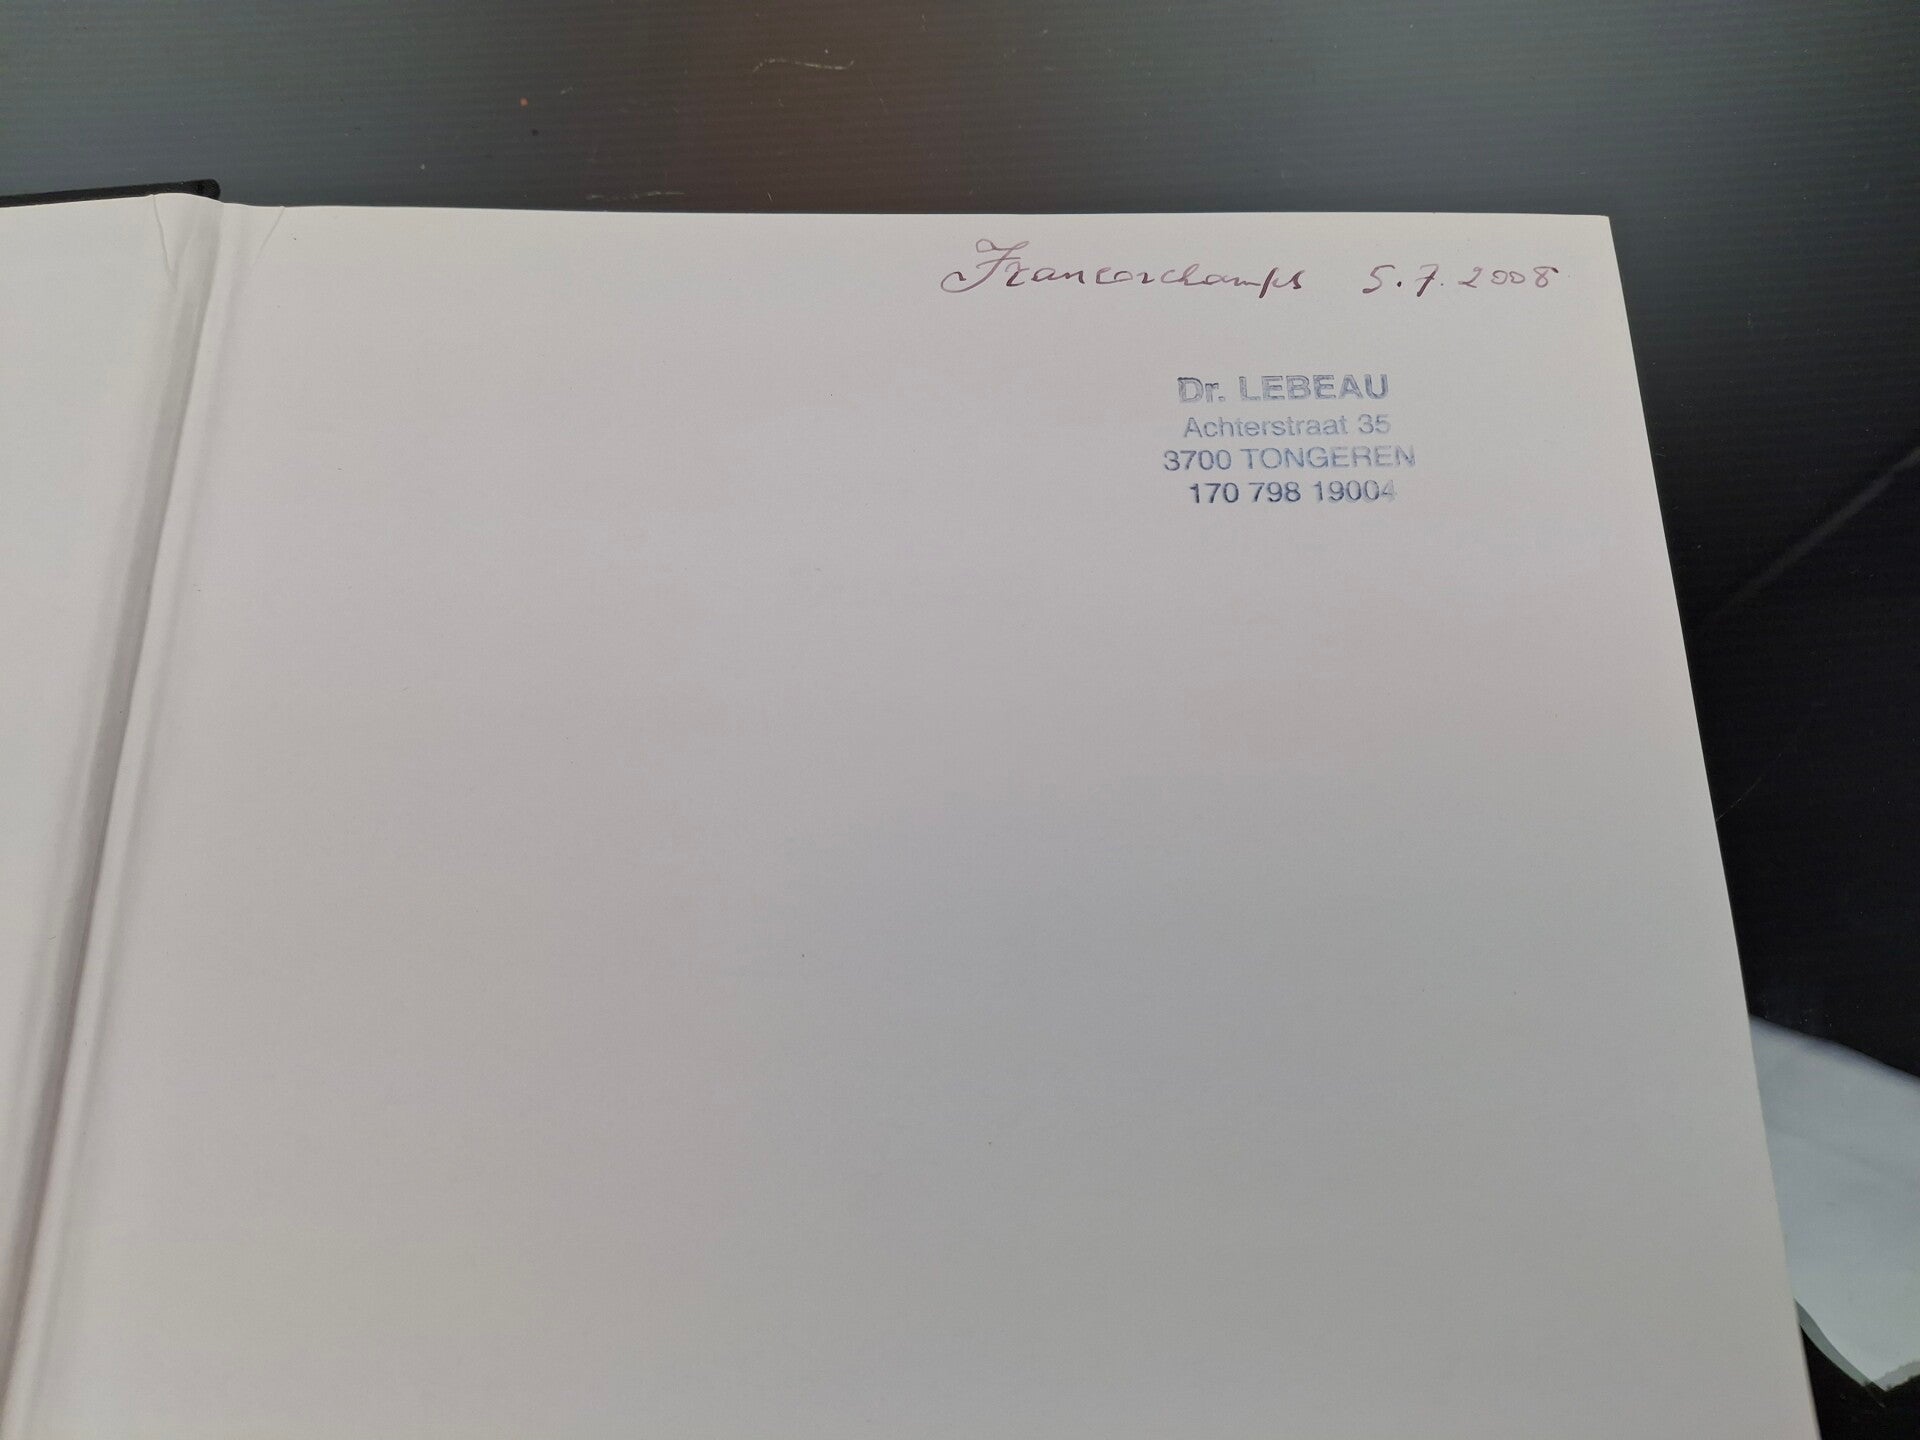 Francorchamps 5.7.2008
Dr. LEBEAU
Achterstraat 35
3700 TONGEREN
170 798 19004